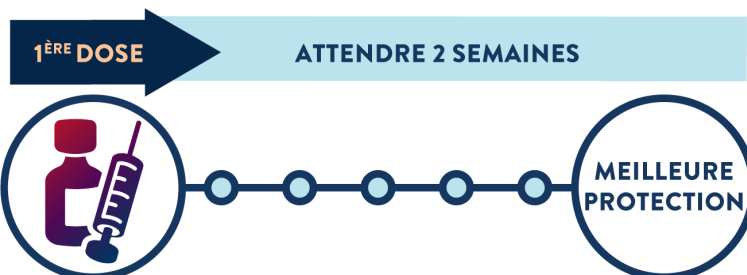 1ÈRE DOSE
ATTENDRE 2 SEMAINES
MEILLEURE
PROTECTION